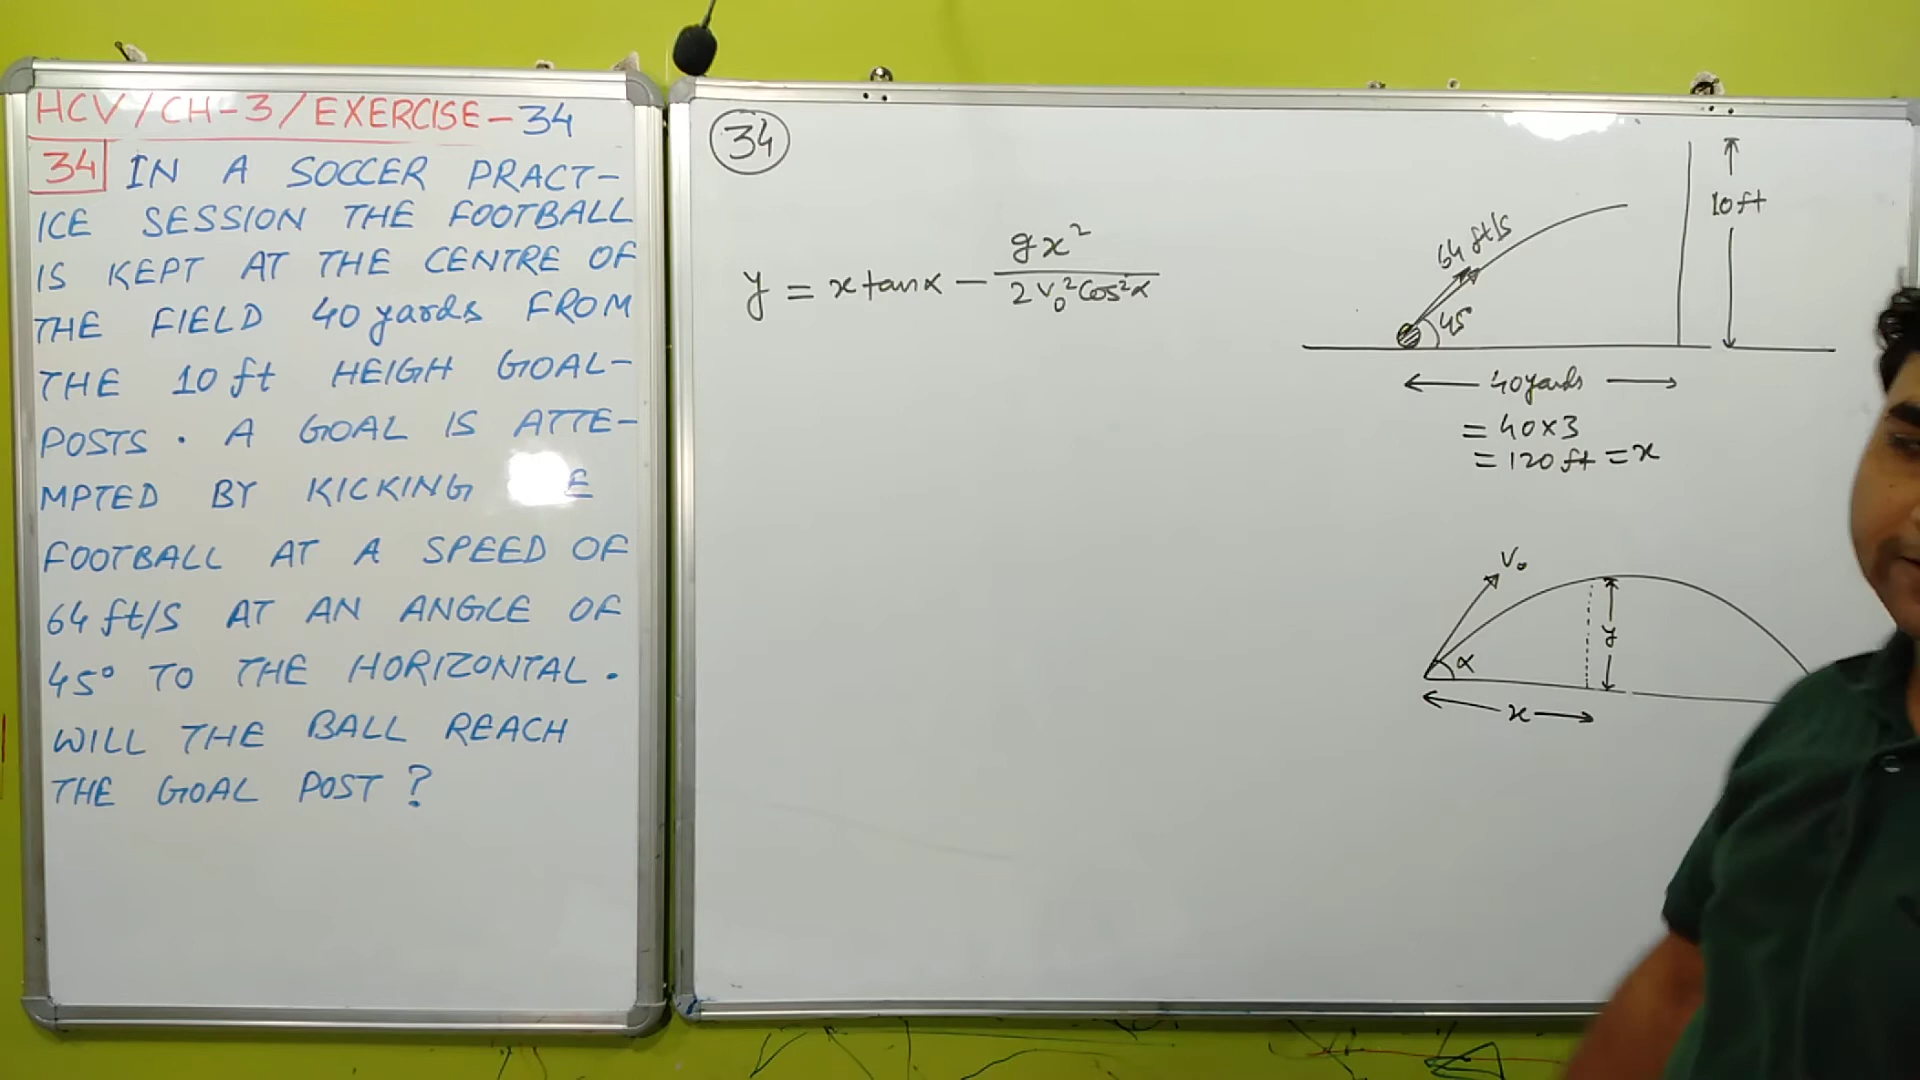 HCV/CH-3/EXERCISE-34
34 IN A SOCCER PRACT-
ICE SESSION THE FOOTBALL
IS KEPT AT THE CENTRE OF
THE FIELD 40 yards FROM
THE 10 ft HEIGH GOAL-
POSTS. A GOAL IS ATTE-
MPTED BY KICKING E
FOOTBALL AT A SPEED OF
64 ft/S AT AN ANGLE OF
45° TO THE HORIZONTAL.
WILL THE BALL REACH
THE GOAL POST?
34
y = x tanα - gx² / 2v₀²Cos²α
64 ft/s
45°
10 ft
40 yards
= 40×3
= 120 ft = x
V₀
α
y
x